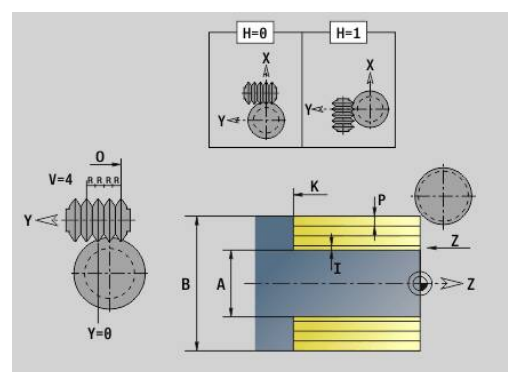 H=0 H=1
X X
Y Y
O
V=4 R R R R
Y
Y=0
K P
Z
B A I
Z